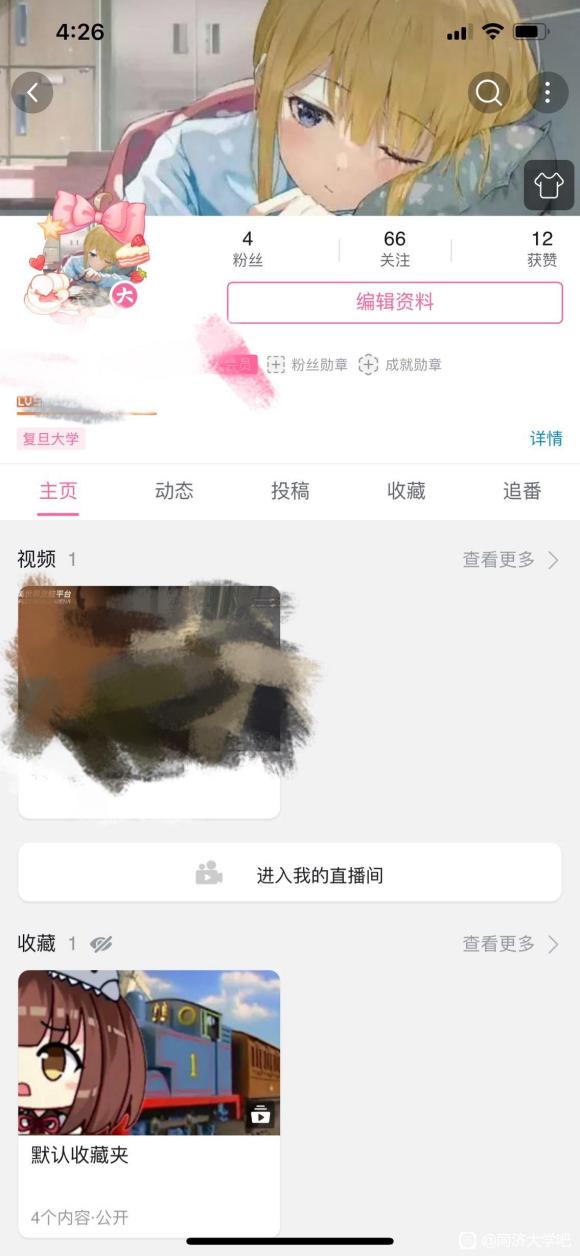 4:26
4
粉丝
66
关注
12
获赞
大
编辑资料
会员
粉丝勋章
成就勋章
复旦大学
详情
主页
动态
投稿
收藏
追番
视频 1
查看更多
进入我的直播间
收藏 1
查看更多
1
默认收藏夹
4个内容·公开
@同济大学吧